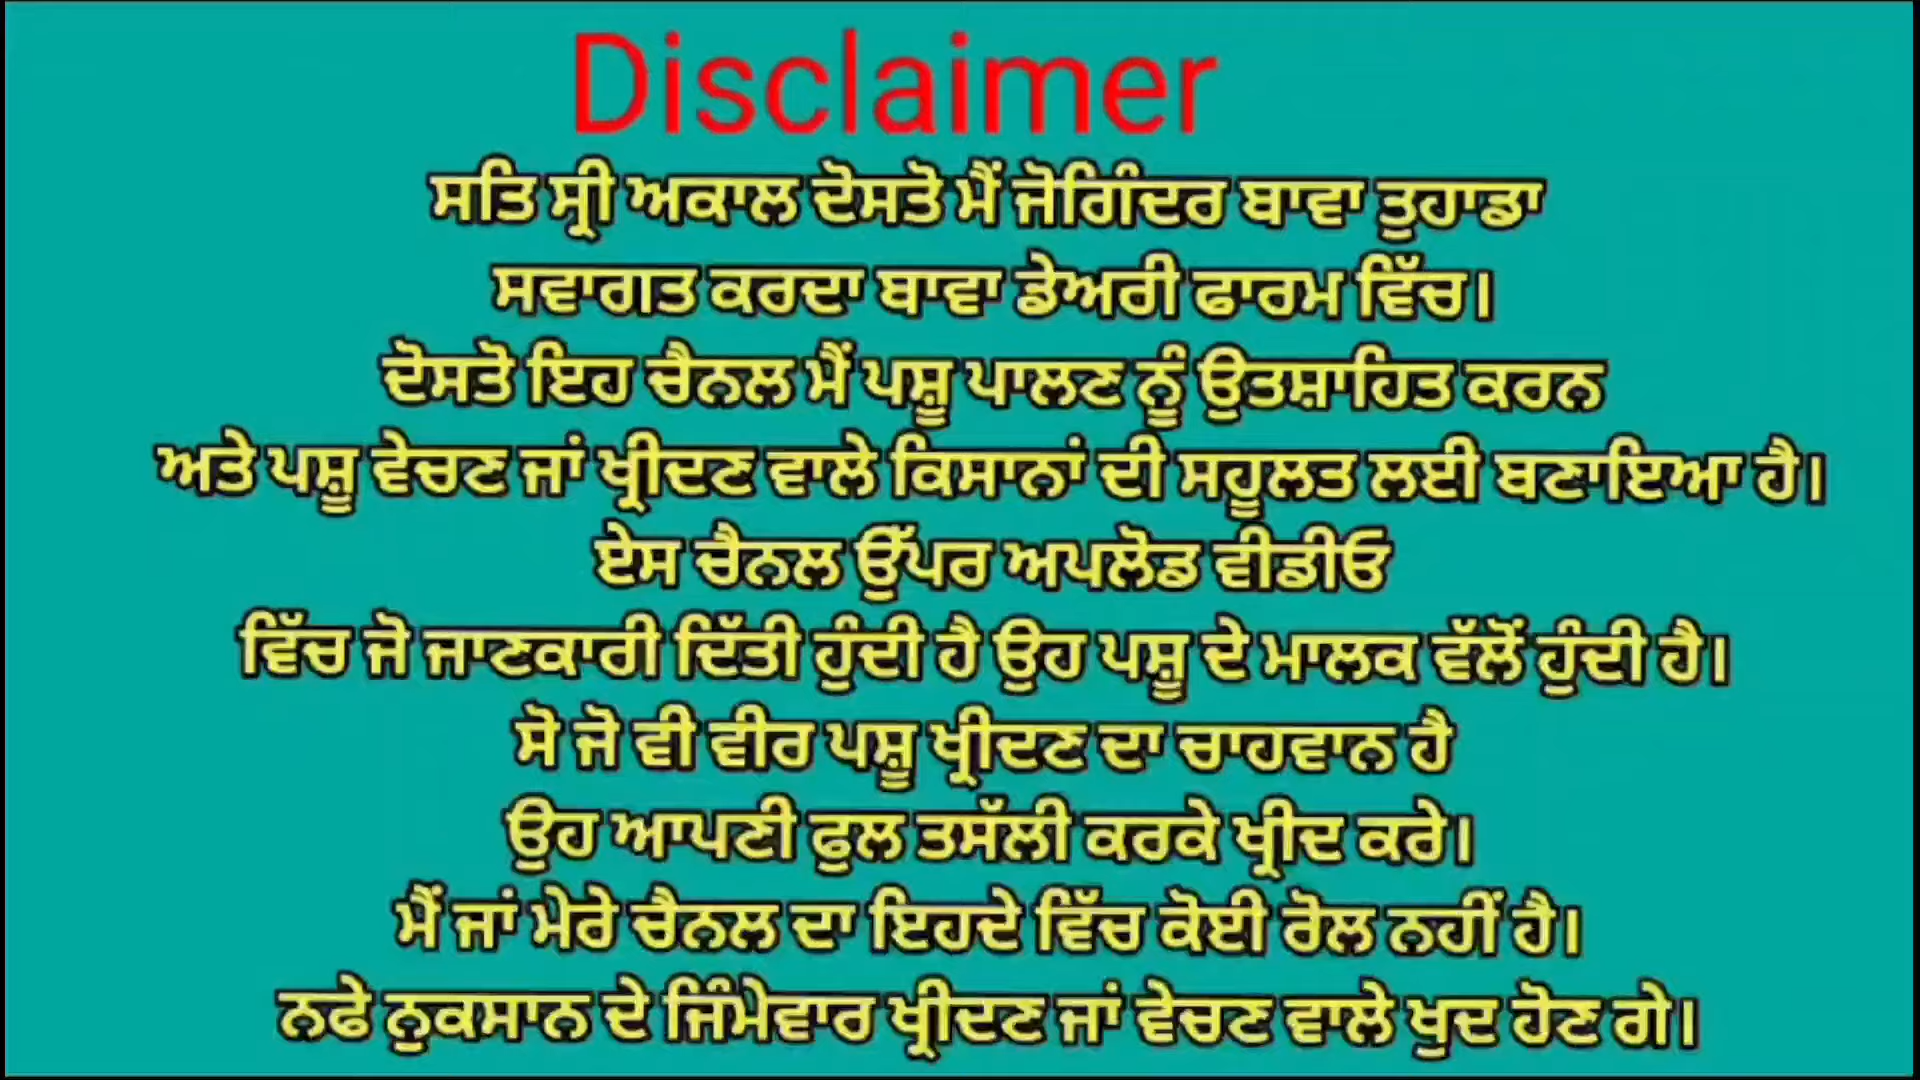 Disclaimer
ਸਤਿ ਸ੍ਰੀ ਅਕਾਲ ਦੋਸਤੋ ਮੈਂ ਜੋਗਿੰਦਰ ਬਾਵਾ ਤੁਹਾਡਾ
ਸਵਾਗਤ ਕਰਦਾ ਬਾਵਾ ਡੇਅਰੀ ਫਾਰਮ ਵਿੱਚ।
ਦੋਸਤੋ ਇਹ ਚੈਨਲ ਮੈਂ ਪਸ਼ੂ ਪਾਲਣ ਨੂੰ ਉਤਸ਼ਾਹਿਤ ਕਰਨ
ਅਤੇ ਪਸ਼ੂ ਵੇਚਣ ਜਾਂ ਖ੍ਰੀਦਣ ਵਾਲੇ ਕਿਸਾਨਾਂ ਦੀ ਸਹੂਲਤ ਲਈ ਬਣਾਇਆ ਹੈ।
ਏਸ ਚੈਨਲ ਉੱਪਰ ਅਪਲੋਡ ਵੀਡੀਓ
ਵਿੱਚ ਜੋ ਜਾਣਕਾਰੀ ਦਿੱਤੀ ਹੁੰਦੀ ਹੈ ਉਹ ਪਸ਼ੂ ਦੇ ਮਾਲਕ ਵੱਲੋਂ ਹੁੰਦੀ ਹੈ।
ਸੋ ਜੋ ਵੀ ਵੀਰ ਪਸ਼ੂ ਖ੍ਰੀਦਣ ਦਾ ਚਾਹਵਾਨ ਹੈ
ਉਹ ਆਪਣੀ ਫੁਲ ਤਸੱਲੀ ਕਰਕੇ ਖ੍ਰੀਦ ਕਰੇ।
ਮੈਂ ਜਾਂ ਮੇਰੇ ਚੈਨਲ ਦਾ ਇਹਦੇ ਵਿੱਚ ਕੋਈ ਰੋਲ ਨਹੀਂ ਹੈ।
ਨਫੇ ਨੁਕਸਾਨ ਦੇ ਜਿੰਮੇਵਾਰ ਖ੍ਰੀਦਣ ਜਾਂ ਵੇਚਣ ਵਾਲੇ ਖੁਦ ਹੋਣ ਗੇ।